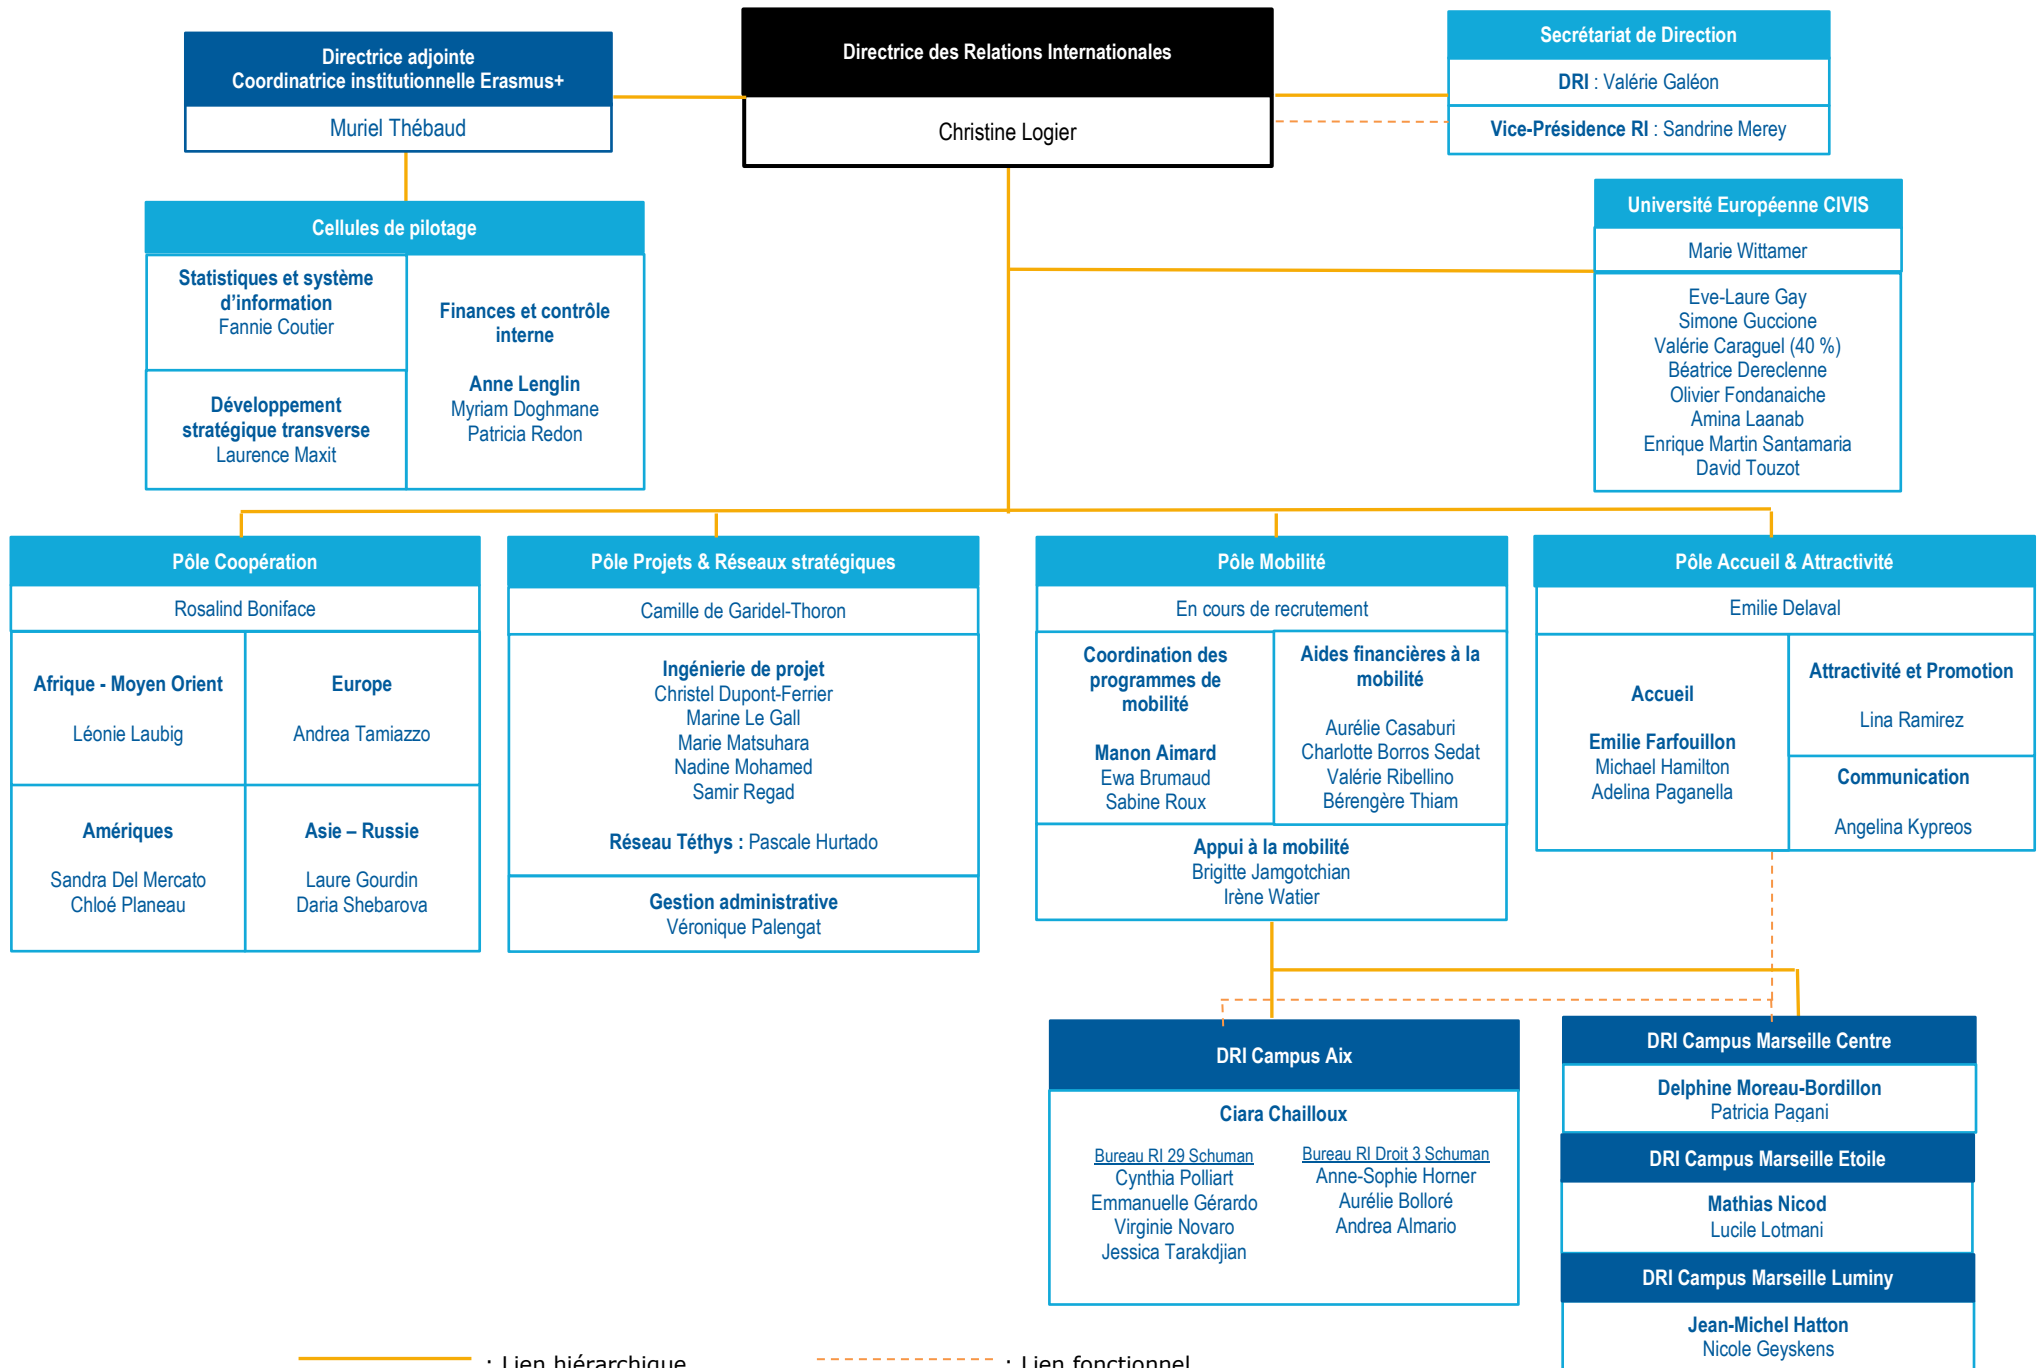 Directrice adjointe
Coordinatrice institutionnelle Erasmus+
Muriel Thébaud
Directrice des Relations Internationales
Christine Logier
Secrétariat de Direction
DRI : Valérie Galéon
Vice-Présidence RI : Sandrine Merey
Cellules de pilotage
Statistiques et système
d’information
Fannie Coutier
Développement
stratégique transverse
Laurence Maxit
Finances et contrôle
interne
Anne Lenglin
Myriam Doghmane
Patricia Redon
Université Européenne CIVIS
Marie Wittamer
Eve-Laure Gay
Simone Guccione
Valérie Caraguel (40 %)
Béatrice Dereclenne
Olivier Fondanaiche
Amina Laanab
Enrique Martin Santamaria
David Touzot
Pôle Coopération
Rosalind Boniface
Afrique - Moyen Orient
Léonie Laubig
Europe
Andrea Tamiazzo
Amériques
Sandra Del Mercato
Chloé Planeau
Asie – Russie
Laure Gourdin
Daria Shebarova
Pôle Projets & Réseaux stratégiques
Camille de Garidel-Thoron
Ingénierie de projet
Christel Dupont-Ferrier
Marine Le Gall
Marie Matsuhara
Nadine Mohamed
Samir Regad
Réseau Téthys : Pascale Hurtado
Gestion administrative
Véronique Palengat
Pôle Mobilité
En cours de recrutement
Coordination des
programmes de
mobilité
Manon Aimard
Ewa Brumaud
Sabine Roux
Aides financières à la
mobilité
Aurélie Casaburi
Charlotte Borros Sedat
Valérie Ribellino
Bérengère Thiam
Appui à la mobilité
Brigitte Jamgotchian
Irène Watier
Pôle Accueil & Attractivité
Emilie Delaval
Accueil
Emilie Farfouillon
Michael Hamilton
Adelina Paganella
Attractivité et Promotion
Lina Ramirez
Communication
Angelina Kypreos
DRI Campus Aix
Ciara Chailloux
Bureau RI 29 Schuman
Cynthia Polliart
Emmanuelle Gérardo
Virginie Novaro
Jessica Tarakdjian
Bureau RI Droit 3 Schuman
Anne-Sophie Horner
Aurélie Bolloré
Andrea Almario
DRI Campus Marseille Centre
Delphine Moreau-Bordillon
Patricia Pagani
DRI Campus Marseille Etoile
Mathias Nicod
Lucile Lotmani
DRI Campus Marseille Luminy
Jean-Michel Hatton
Nicole Geyskens
: Lien hiérarchique
: Lien fonctionnel